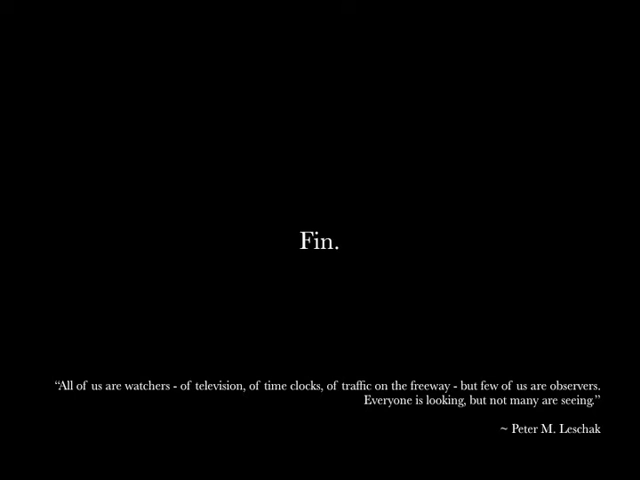 Fin.
“All of us are watchers - of television, of time clocks, of traffic on the freeway - but few of us are observers.
Everyone is looking, but not many are seeing.”
~ Peter M. Leschak